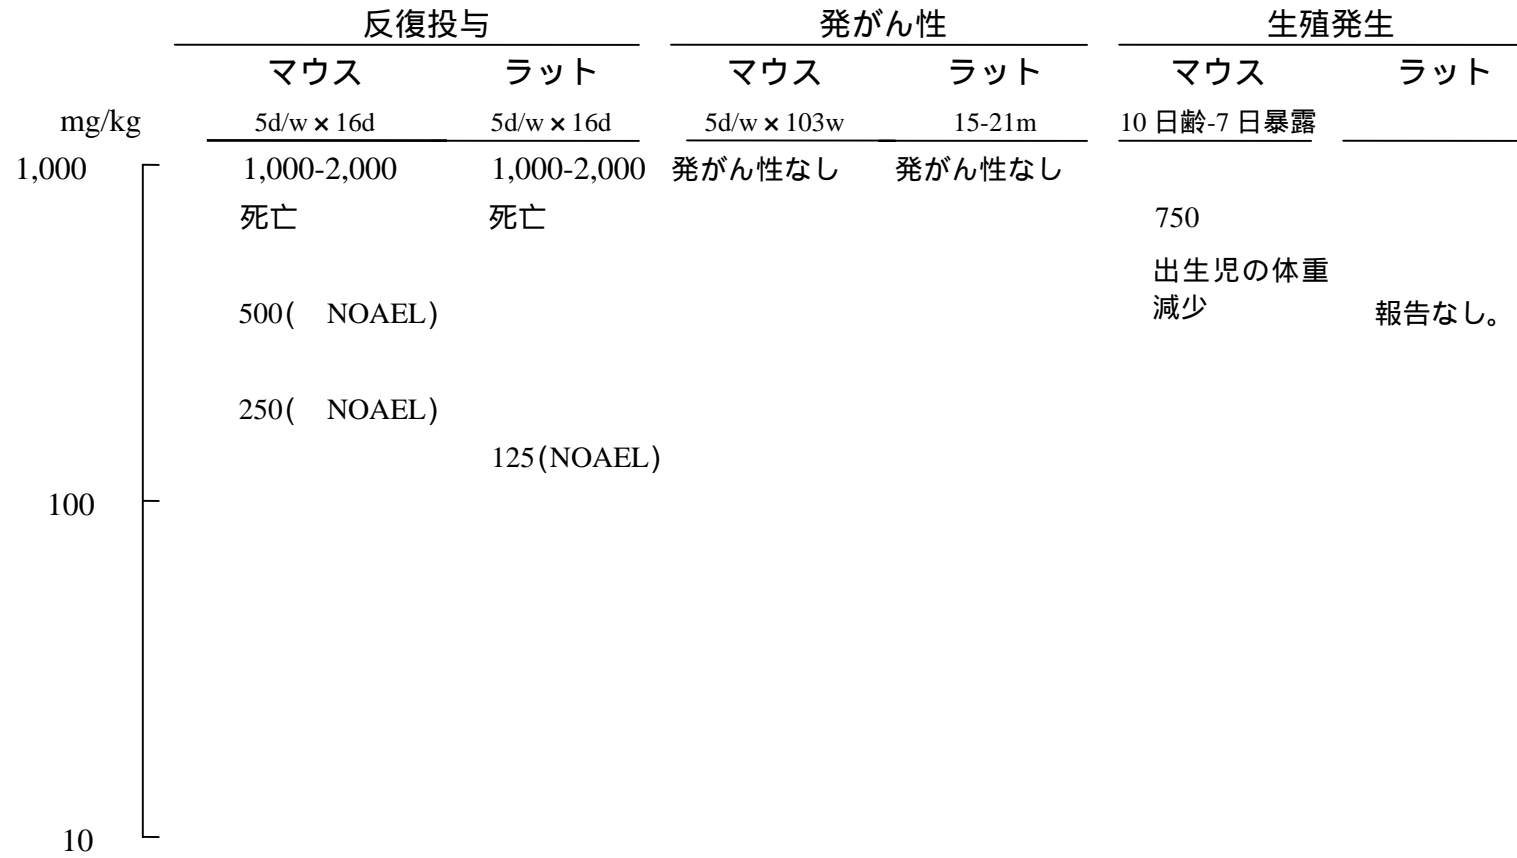 反復投与 発がん性 生殖発生
マウス ラット マウス ラット マウス ラット
mg/kg 5d/w×16d 5d/w×16d 5d/w×103w 15-21m 10 日齢-7 日暴露
1,000 1,000-2,000 1,000-2,000 発がん性なし 発がん性なし
死亡 死亡 750
出生児の体重
減少
500( NOAEL) 報告なし。
250( NOAEL)
125(NOAEL)
100
10